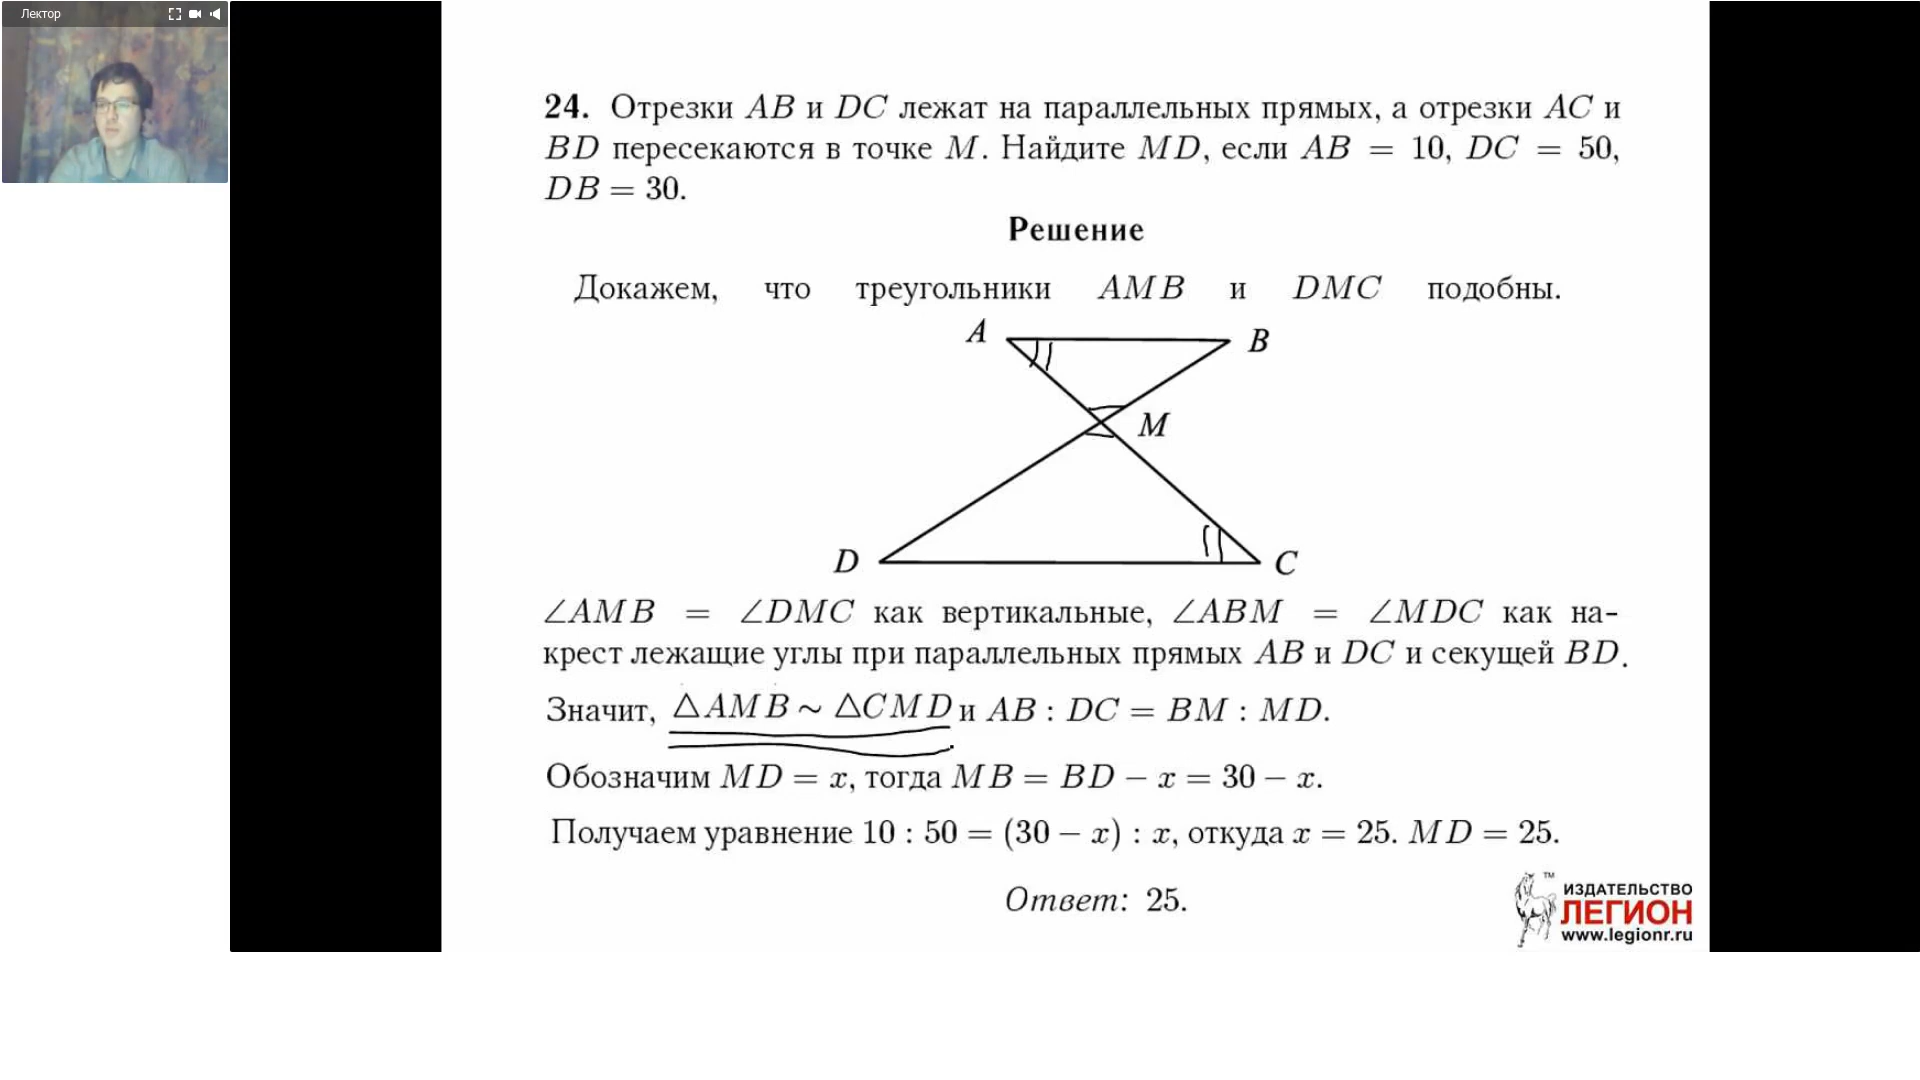 Лектор
24. Отрезки AB и DC лежат на параллельных прямых, а отрезки AC и
BD пересекаются в точке M. Найдите MD, если AB = 10, DC = 50,
DB = 30.
Решение
Докажем, что треугольники AMB и DMC подобны.
A
B
M
D
C
∠AMB = ∠DMC как вертикальные, ∠ABM = ∠MDC как на-
крест лежащие углы при параллельных прямых AB и DC и секущей BD.
Значит, △AMB ~ △CMD и AB : DC = BM : MD.
Обозначим MD = x, тогда MB = BD − x = 30 − x.
Получаем уравнение 10 : 50 = (30 − x) : x, откуда x = 25. MD = 25.
Ответ: 25.
TM
ИЗДАТЕЛЬСТВО
ЛЕГИОН
www.legionr.ru